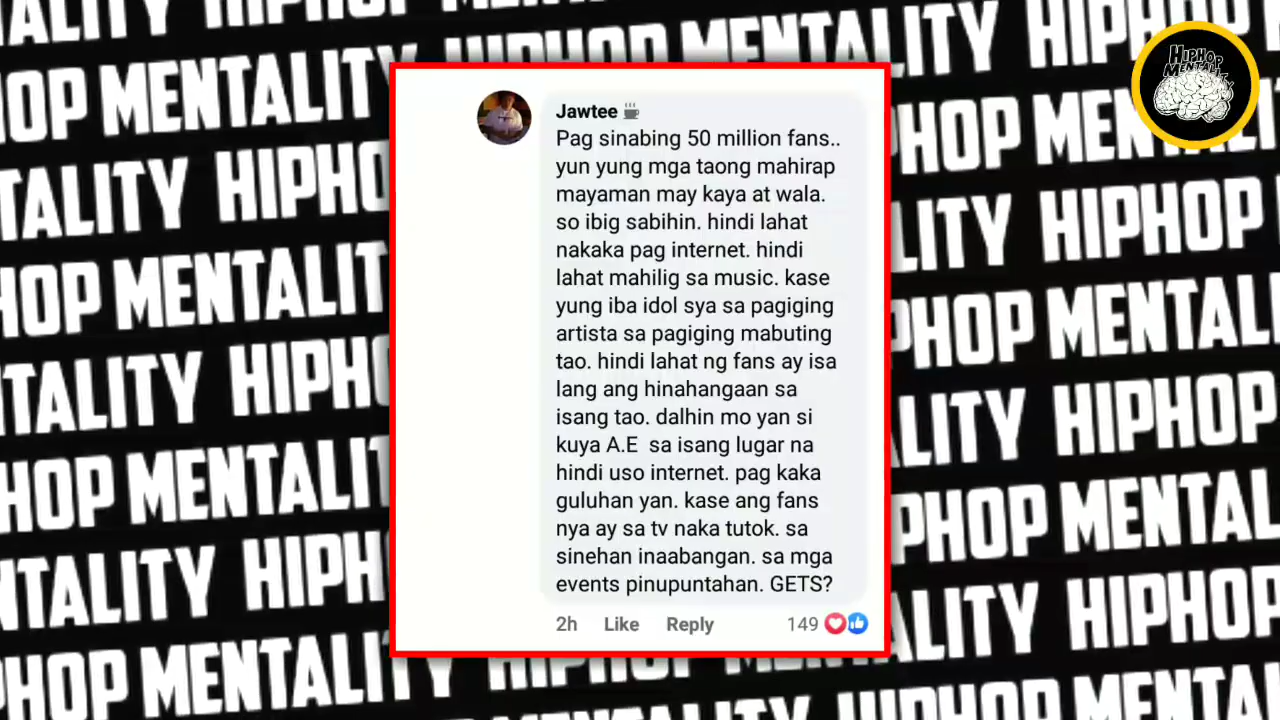 HIPHOP MENTALITY
Jawtee ☕
Pag sinabing 50 million fans..
yun yung mga taong mahirap
mayaman may kaya at wala.
so ibig sabihin. hindi lahat
nakaka pag internet. hindi
lahat mahilig sa music. kase
yung iba idol sya sa pagiging
artista sa pagiging mabuting
tao. hindi lahat ng fans ay isa
lang ang hinahangaan sa
isang tao. dalhin mo yan si
kuya A.E sa isang lugar na
hindi uso internet. pag kaka
guluhan yan. kase ang fans
nya ay sa tv naka tutok. sa
sinehan inaabangan. sa mga
events pinupuntahan. GETS?
2h Like Reply 149